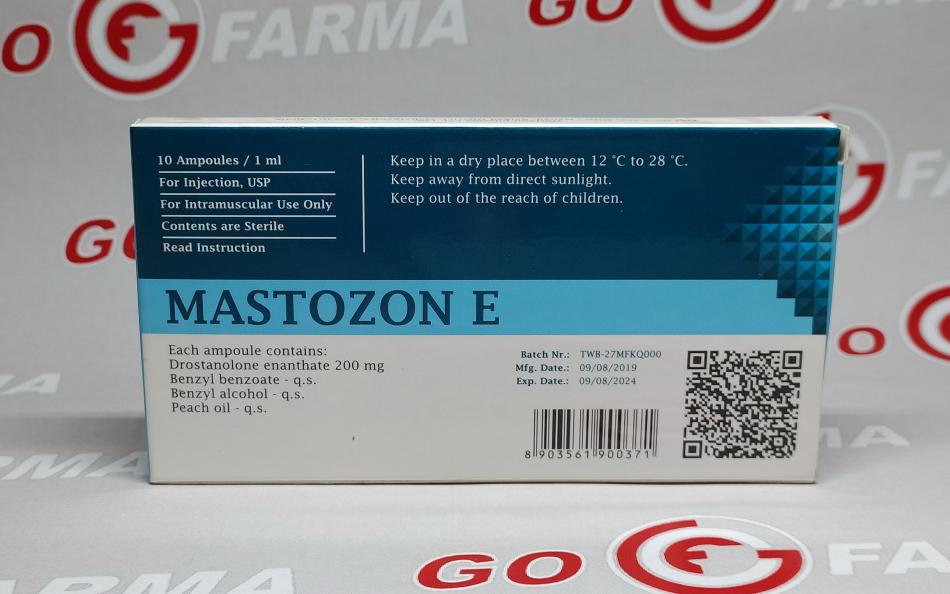 GO FARMA
GO
10 Ampoules / 1 ml
For Injection, USP
For Intramuscular Use Only
Contents are Sterile
Read Instruction
Keep in a dry place between 12 °C to 28 °C.
Keep away from direct sunlight.
Keep out of the reach of children.
MASTOZON E
Each ampoule contains:
Drostanolone enanthate 200 mg
Benzyl benzoate - q.s.
Benzyl alcohol - q.s.
Peach oil - q.s.
Batch Nr.: TWB-27MFKQ000
Mfg. Date.: 09/08/2019
Exp. Date.: 09/08/2024
8 903561 900371
GO FA